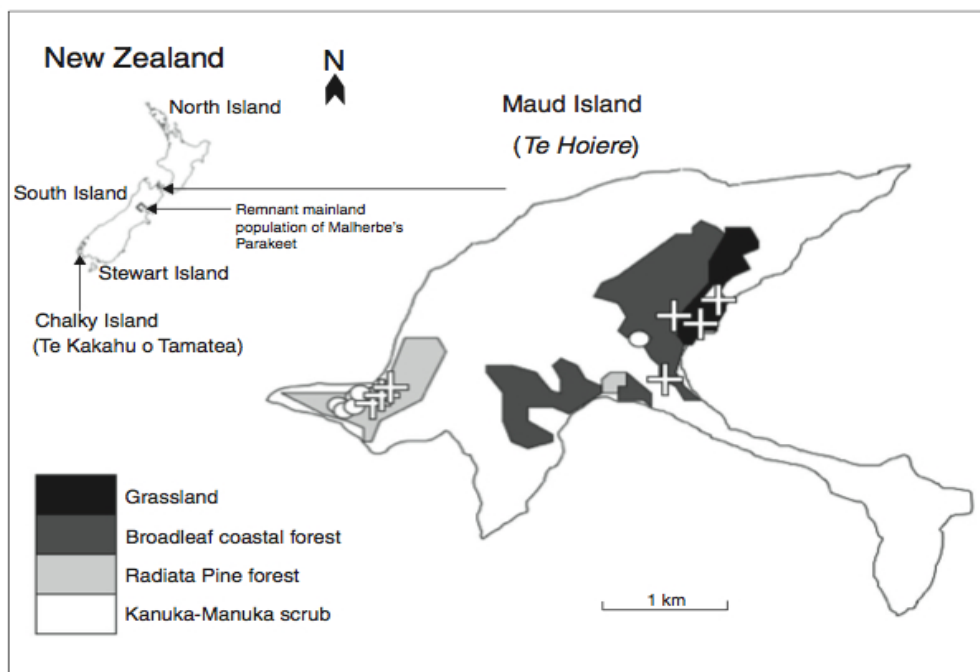 New Zealand
N
North Island
Maud Island
(Te Hoiere)
South Island
Remnant mainland
population of Malherbe's
Parakeet
Stewart Island
Chalky Island
(Te Kakahu o Tamatea)
Grassland
Broadleaf coastal forest
Radiata Pine forest
Kanuka-Manuka scrub
1 km